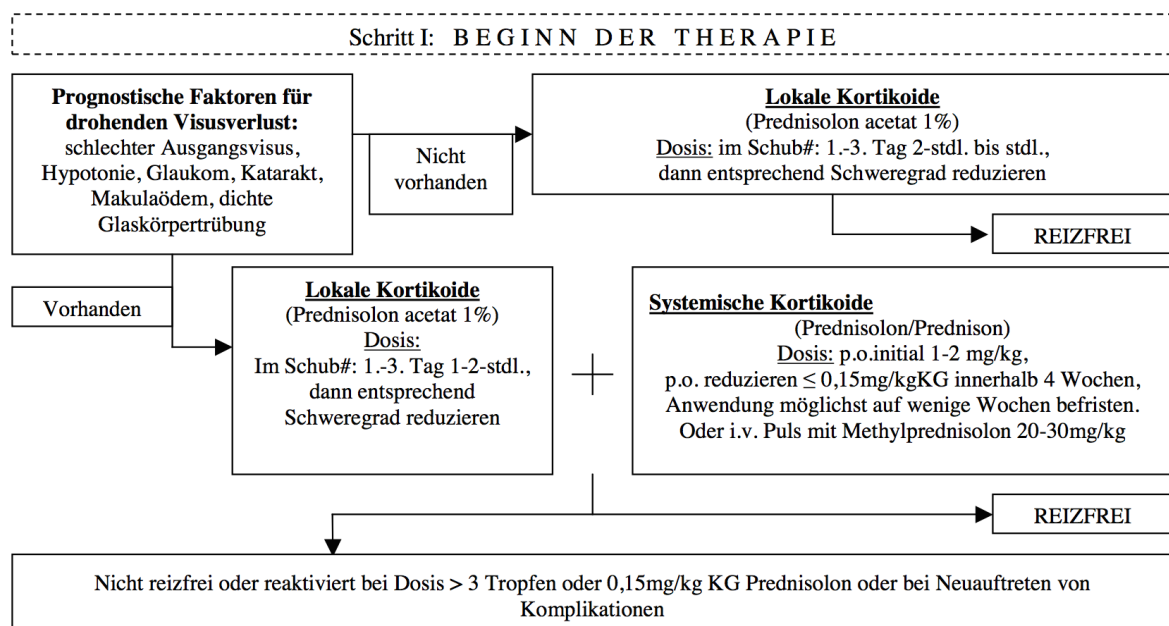 Schritt I: B E G I N N  D E R  T H E R A P I E
Prognostische Faktoren für
drohenden Visusverlust:
schlechter Ausgangsvisus,
Hypotonie, Glaukom, Katarakt,
Makulaödem, dichte
Glaskörpertrübung
Nicht
vorhanden
Lokale Kortikoide
(Prednisolon acetat 1%)
Dosis: im Schub#: 1.-3. Tag 2-stdl. bis stdl.,
dann entsprechend Schweregrad reduzieren
REIZFREI
Vorhanden
Lokale Kortikoide
(Prednisolon acetat 1%)
Dosis:
Im Schub#: 1.-3. Tag 1-2-stdl.,
dann entsprechend
Schweregrad reduzieren
Systemische Kortikoide
(Prednisolon/Prednison)
Dosis: p.o.initial 1-2 mg/kg,
p.o. reduzieren ≤ 0,15mg/kgKG innerhalb 4 Wochen,
Anwendung möglichst auf wenige Wochen befristen.
Oder i.v. Puls mit Methylprednisolon 20-30mg/kg
REIZFREI
Nicht reizfrei oder reaktiviert bei Dosis > 3 Tropfen oder 0,15mg/kg KG Prednisolon oder bei Neuauftreten von
Komplikationen